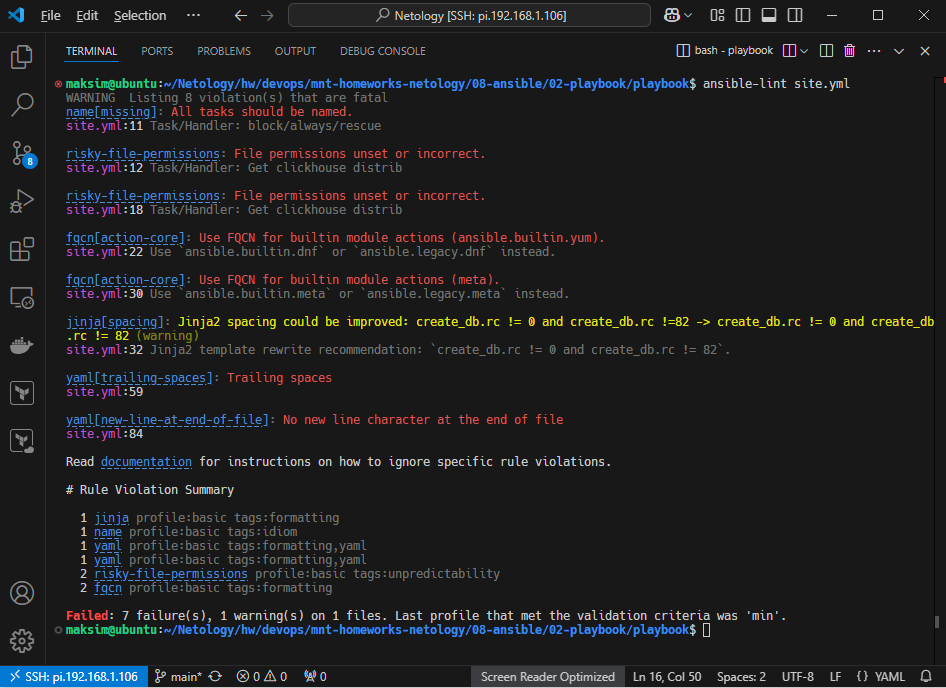 File Edit Selection ··· Netology [SSH: pi.192.168.1.106]
TERMINAL PORTS PROBLEMS OUTPUT DEBUG CONSOLE bash - playbook
maksim@ubuntu:~/Netology/hw/devops/mnt-homeworks-netology/08-ansible/02-playbook/playbook$ ansible-lint site.yml
WARNING  Listing 8 violation(s) that are fatal
name[missing]: All tasks should be named.
site.yml:11 Task/Handler: block/always/rescue
risky-file-permissions: File permissions unset or incorrect.
site.yml:12 Task/Handler: Get clickhouse distrib
risky-file-permissions: File permissions unset or incorrect.
site.yml:18 Task/Handler: Get clickhouse distrib
fqcn[action-core]: Use FQCN for builtin module actions (ansible.builtin.yum).
site.yml:22 Use `ansible.builtin.dnf` or `ansible.legacy.dnf` instead.
fqcn[action-core]: Use FQCN for builtin module actions (meta).
site.yml:30 Use `ansible.builtin.meta` or `ansible.legacy.meta` instead.
jinja[spacing]: Jinja2 spacing could be improved: create_db.rc != 0 and create_db.rc !=82 -> create_db.rc != 0 and create_db
.rc != 82 (warning)
site.yml:32 Jinja2 template rewrite recommendation: `create_db.rc != 0 and create_db.rc != 82`.
yaml[trailing-spaces]: Trailing spaces
site.yml:59
yaml[new-line-at-end-of-file]: No new line character at the end of file
site.yml:84
Read documentation for instructions on how to ignore specific rule violations.
# Rule Violation Summary
1 jinja profile:basic tags:formatting
1 name profile:basic tags:idiom
1 yaml profile:basic tags:formatting,yaml
1 yaml profile:basic tags:formatting,yaml
2 risky-file-permissions profile:basic tags:unpredictability
2 fqcn profile:basic tags:formatting
Failed: 7 failure(s), 1 warning(s) on 1 files. Last profile that met the validation criteria was 'min'.
maksim@ubuntu:~/Netology/hw/devops/mnt-homeworks-netology/08-ansible/02-playbook/playbook$
8
SSH: pi.192.168.1.106 main* 0 0 0 Screen Reader Optimized Ln 16, Col 50 Spaces: 2 UTF-8 LF {} YAML